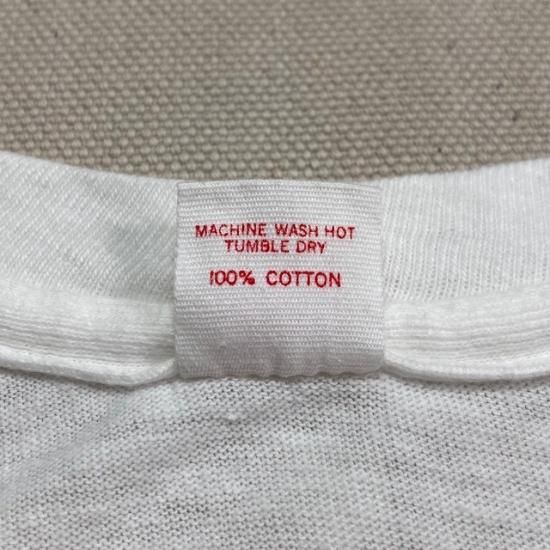 MACHINE WASH HOT
TUMBLE DRY
100% COTTON